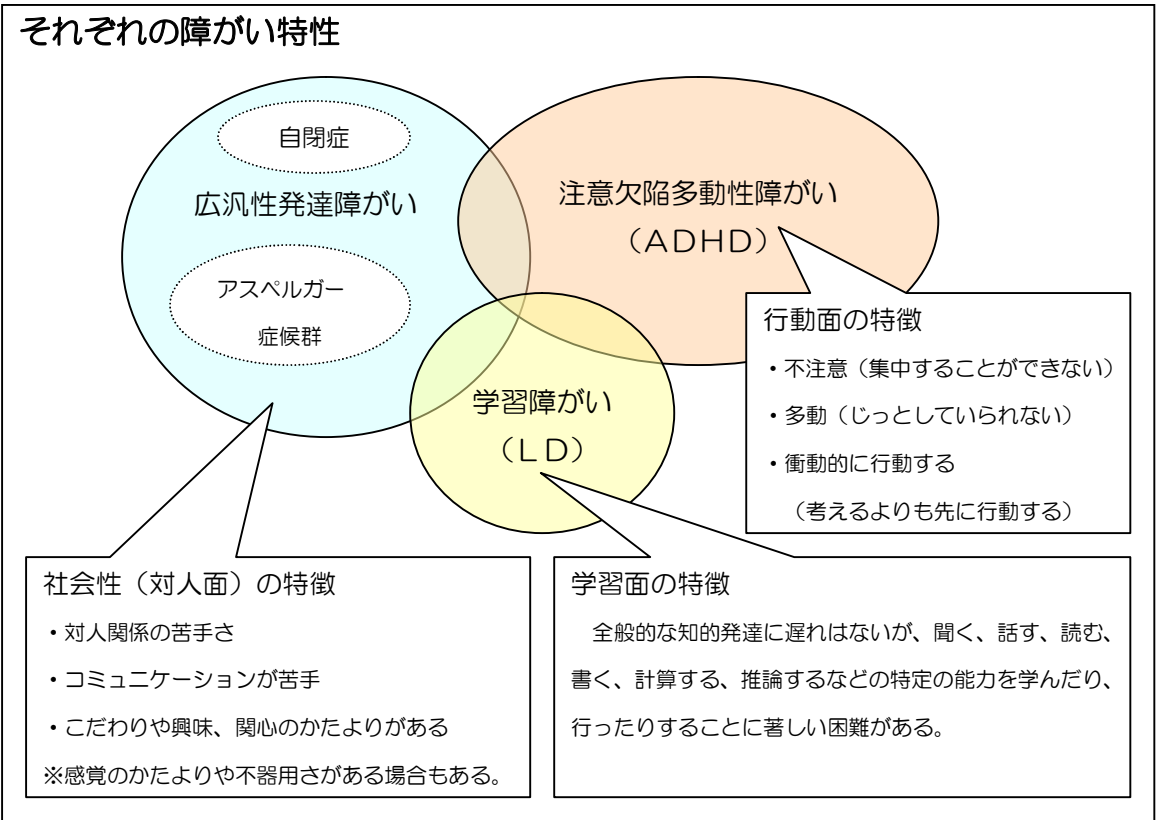 それぞれの障がい特性
自閉症
広汎性発達障がい
アスペルガー
症候群
注意欠陥多動性障がい
（ＡＤＨＤ）
学習障がい
（ＬＤ）
行動面の特徴
・不注意（集中することができない）
・多動（じっとしていられない）
・衝動的に行動する
（考えるよりも先に行動する）
社会性（対人面）の特徴
・対人関係の苦手さ
・コミュニケーションが苦手
・こだわりや興味、関心のかたよりがある
※感覚のかたよりや不器用さがある場合もある。
学習面の特徴
全般的な知的発達に遅れはないが、聞く、話す、読む、
書く、計算する、推論するなどの特定の能力を学んだり、
行ったりすることに著しい困難がある。